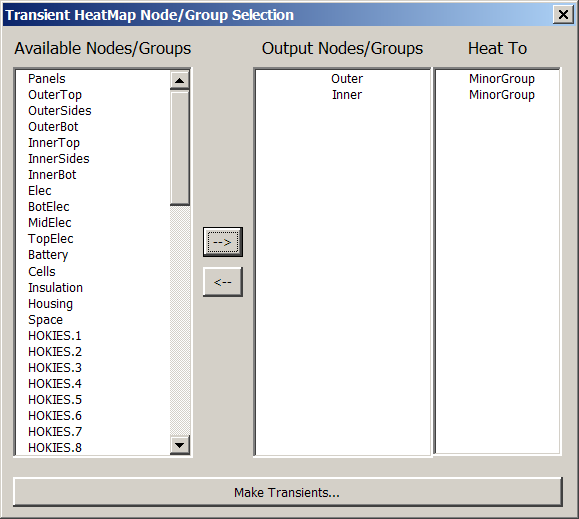 Transient HeatMap Node/Group Selection
Available Nodes/Groups
Output Nodes/Groups
Heat To
Panels
OuterTop
OuterSides
OuterBot
InnerTop
InnerSides
InnerBot
Elec
BotElec
MidElec
TopElec
Battery
Cells
Insulation
Housing
Space
HOKIES.1
HOKIES.2
HOKIES.3
HOKIES.4
HOKIES.5
HOKIES.6
HOKIES.7
HOKIES.8
-->
<--
Outer MinorGroup
Inner MinorGroup
Make Transients...